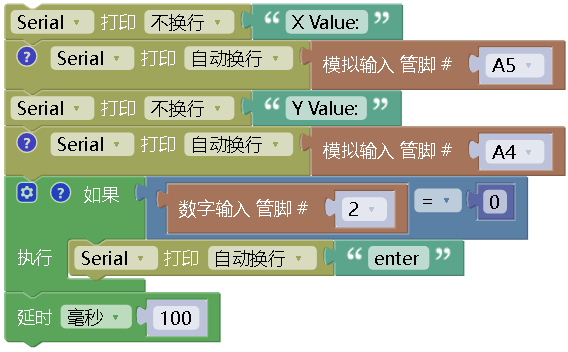 Serial 打印 不换行 “ X Value: ”
? Serial 打印 自动换行 模拟输入 管脚 # A5
Serial 打印 不换行 “ Y Value: ”
? Serial 打印 自动换行 模拟输入 管脚 # A4
? 如果 数字输入 管脚 # 2 = 0
执行 Serial 打印 自动换行 “ enter ”
延时 毫秒 100